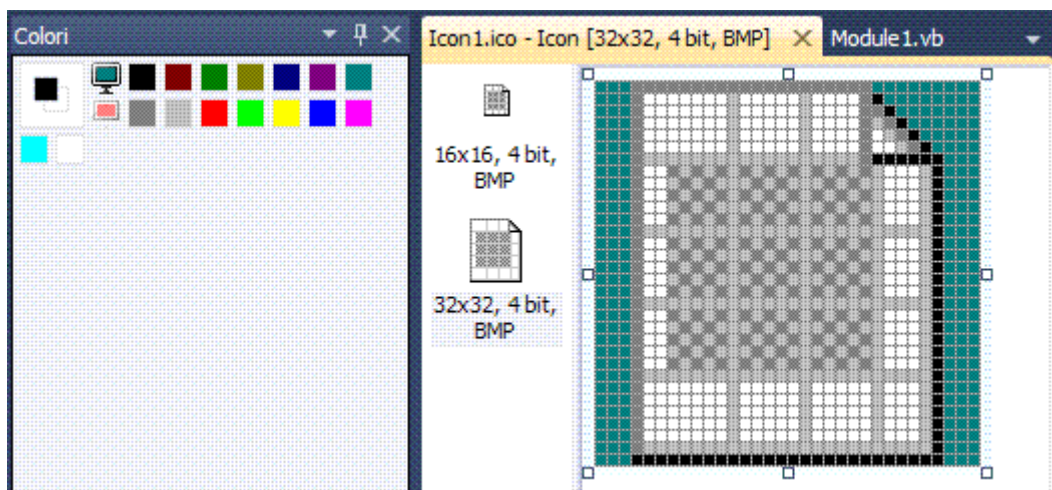 Colori
Icon1.ico - Icon [32x32, 4 bit, BMP]
Module1.vb
16x16, 4 bit,
BMP
32x32, 4 bit,
BMP